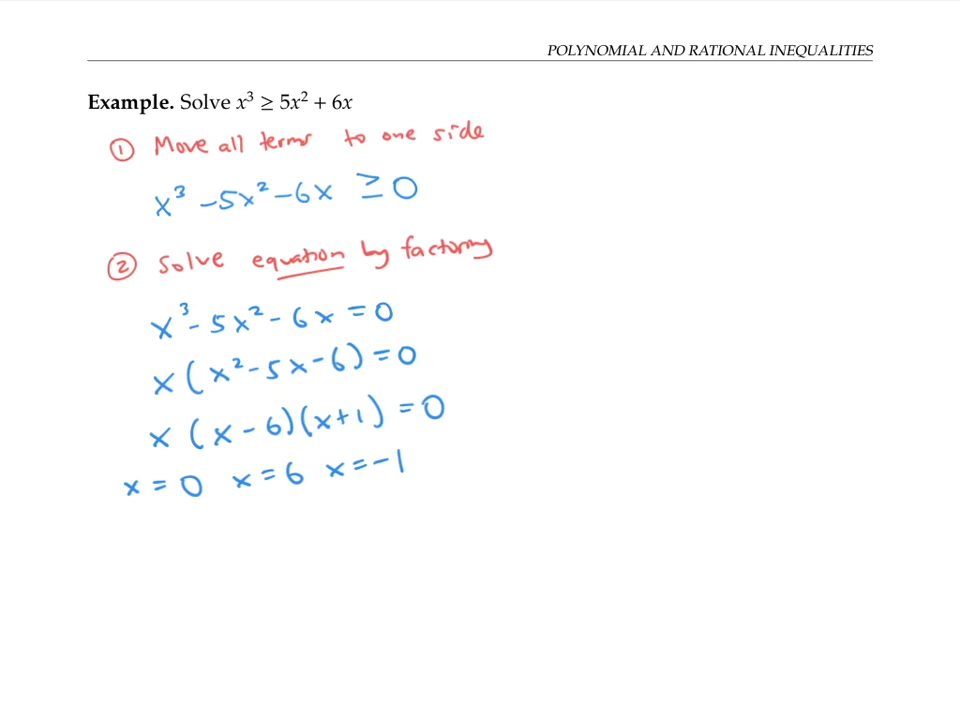 POLYNOMIAL AND RATIONAL INEQUALITIES
Example. Solve x³ ≥ 5x² + 6x
① Move all terms to one side
x³ - 5x² - 6x ≥ 0
② Solve equation by factoring
x³ - 5x² - 6x = 0
x (x² - 5x - 6) = 0
x (x - 6)(x + 1) = 0
x = 0 x = 6 x = -1